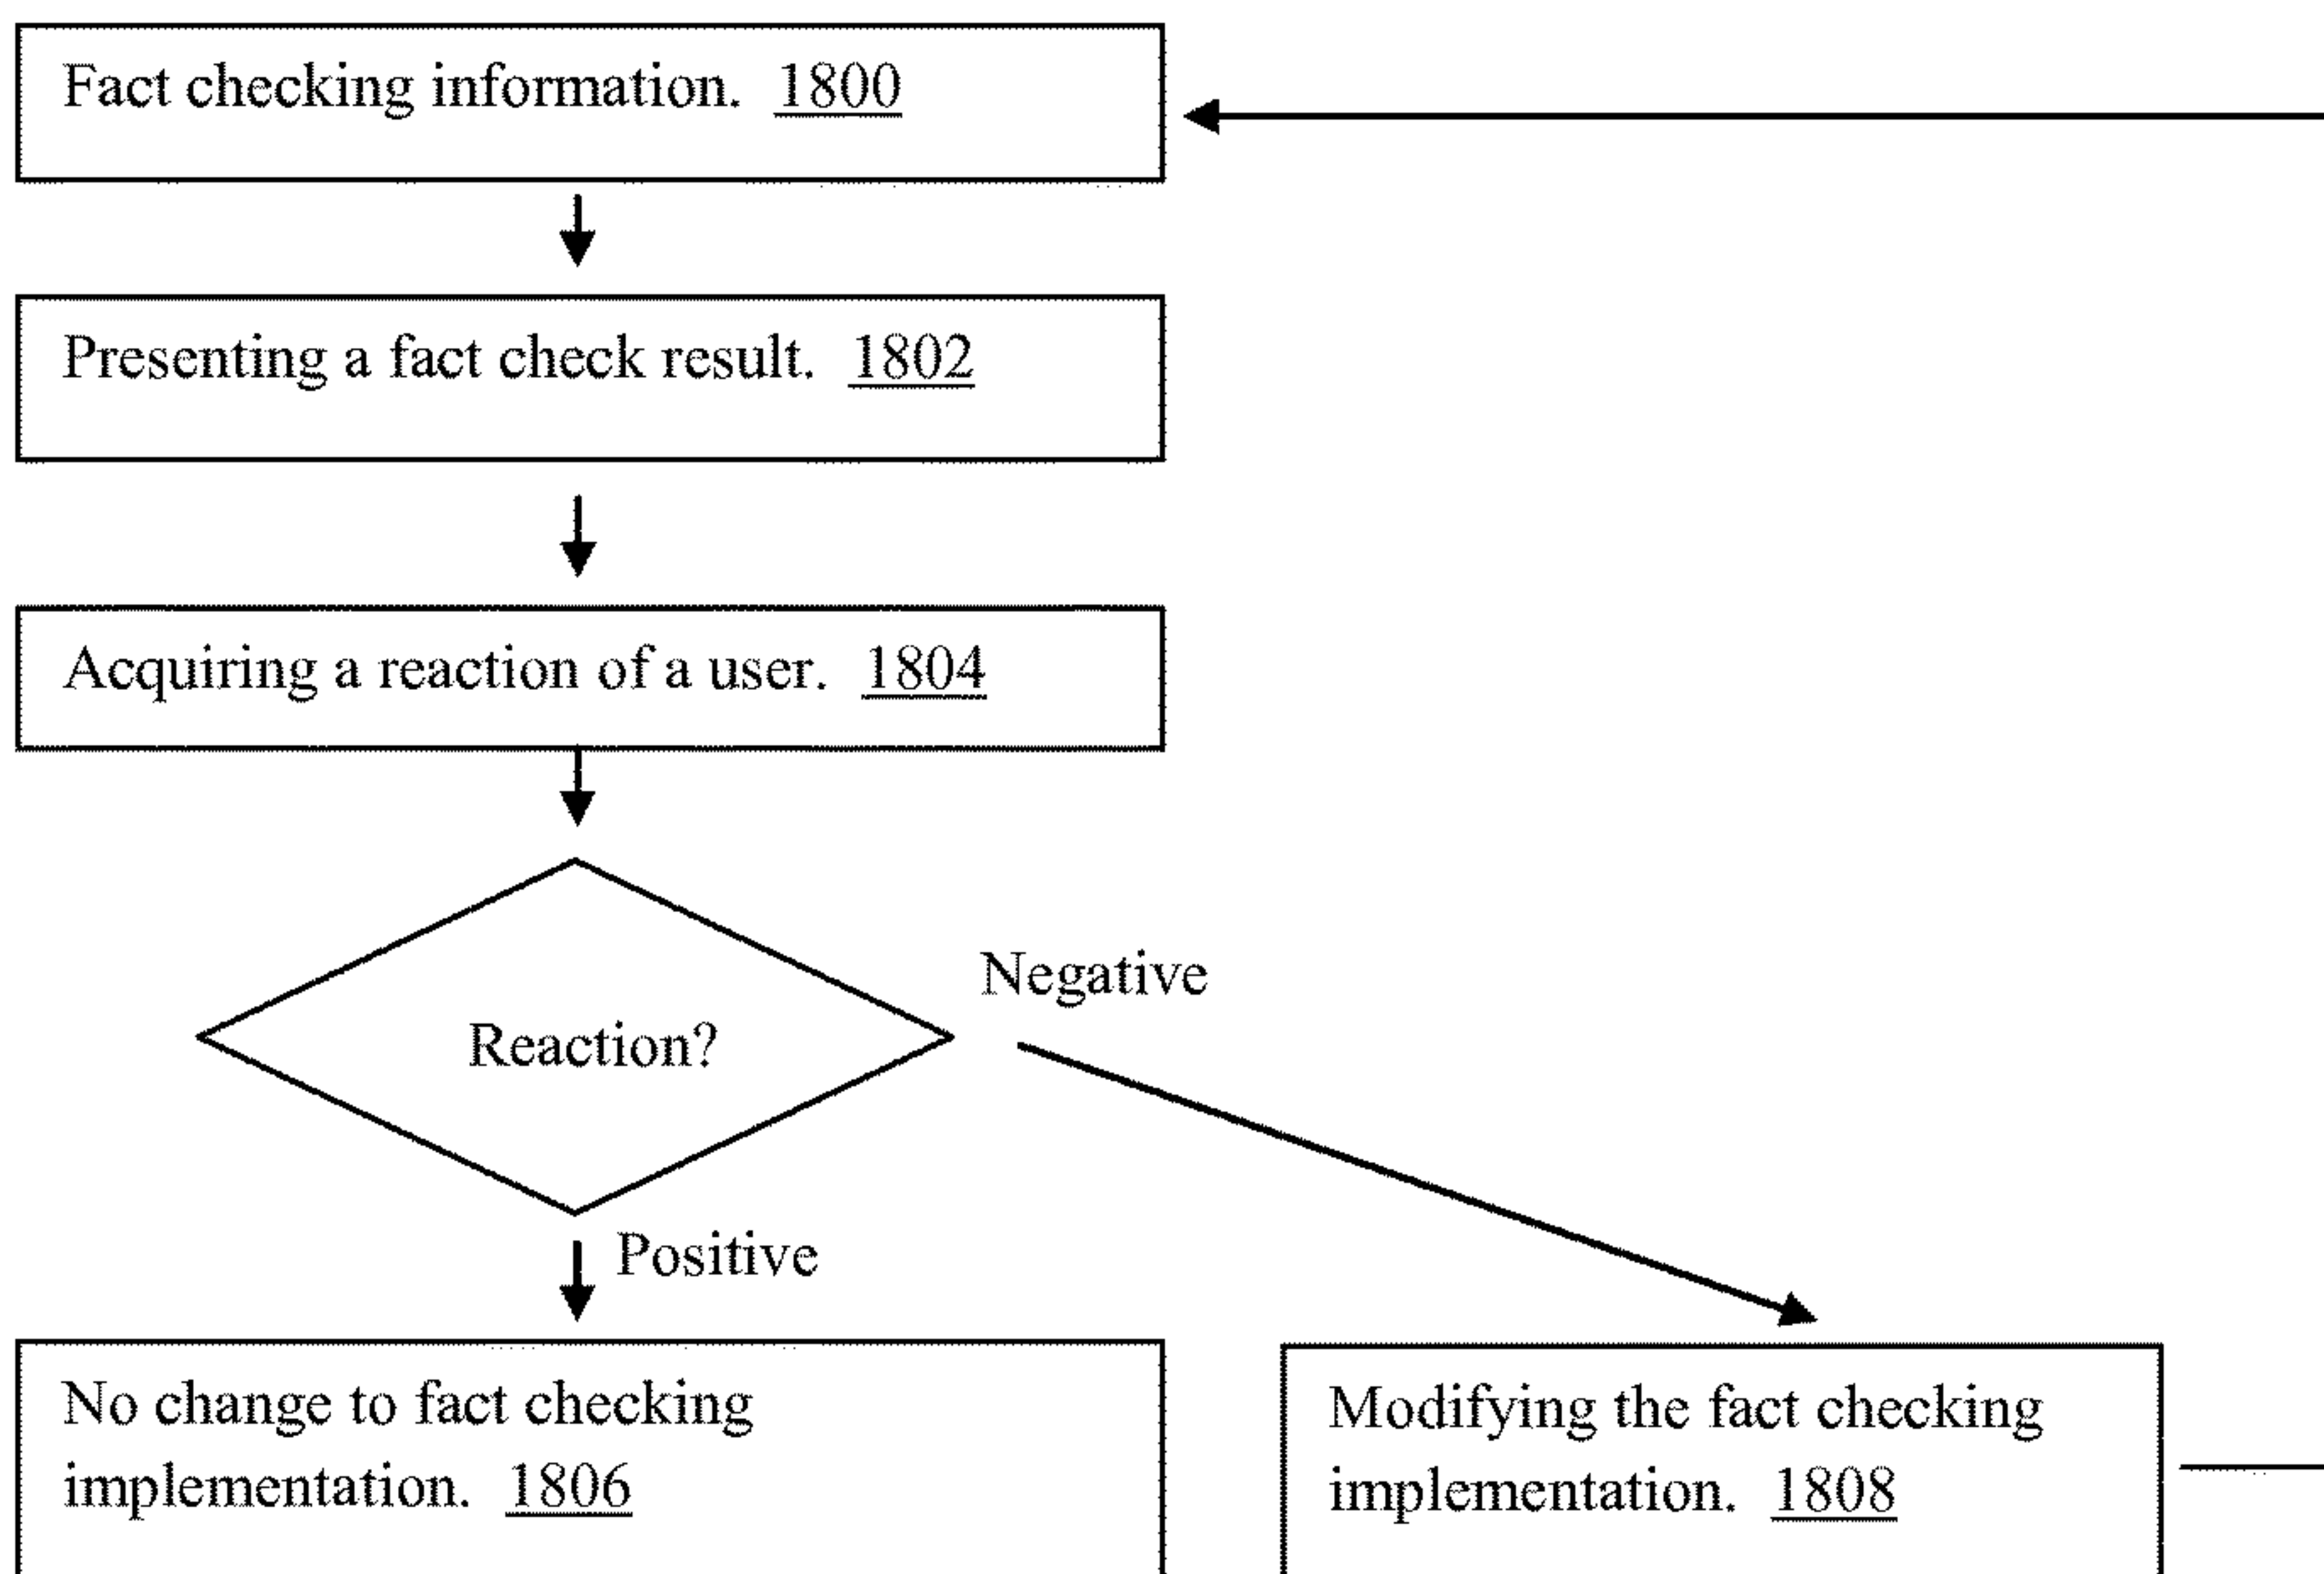 Fact checking information. 1800
Presenting a fact check result. 1802
Acquiring a reaction of a user. 1804
Negative
Reaction?
Positive
No change to fact checking
implementation. 1806
Modifying the fact checking
implementation. 1808